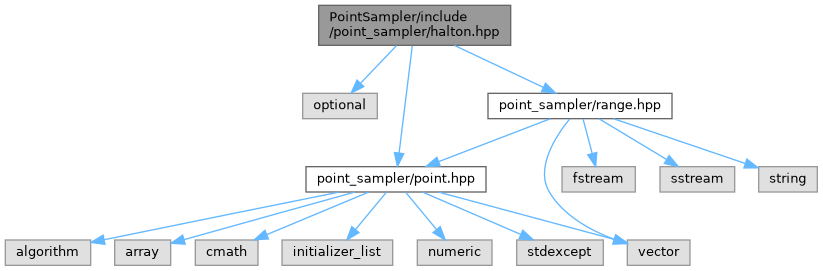 PointSampler/include
/point_sampler/halton.hpp
optional
point_sampler/range.hpp
point_sampler/point.hpp
fstream
sstream
string
algorithm
array
cmath
initializer_list
numeric
stdexcept
vector